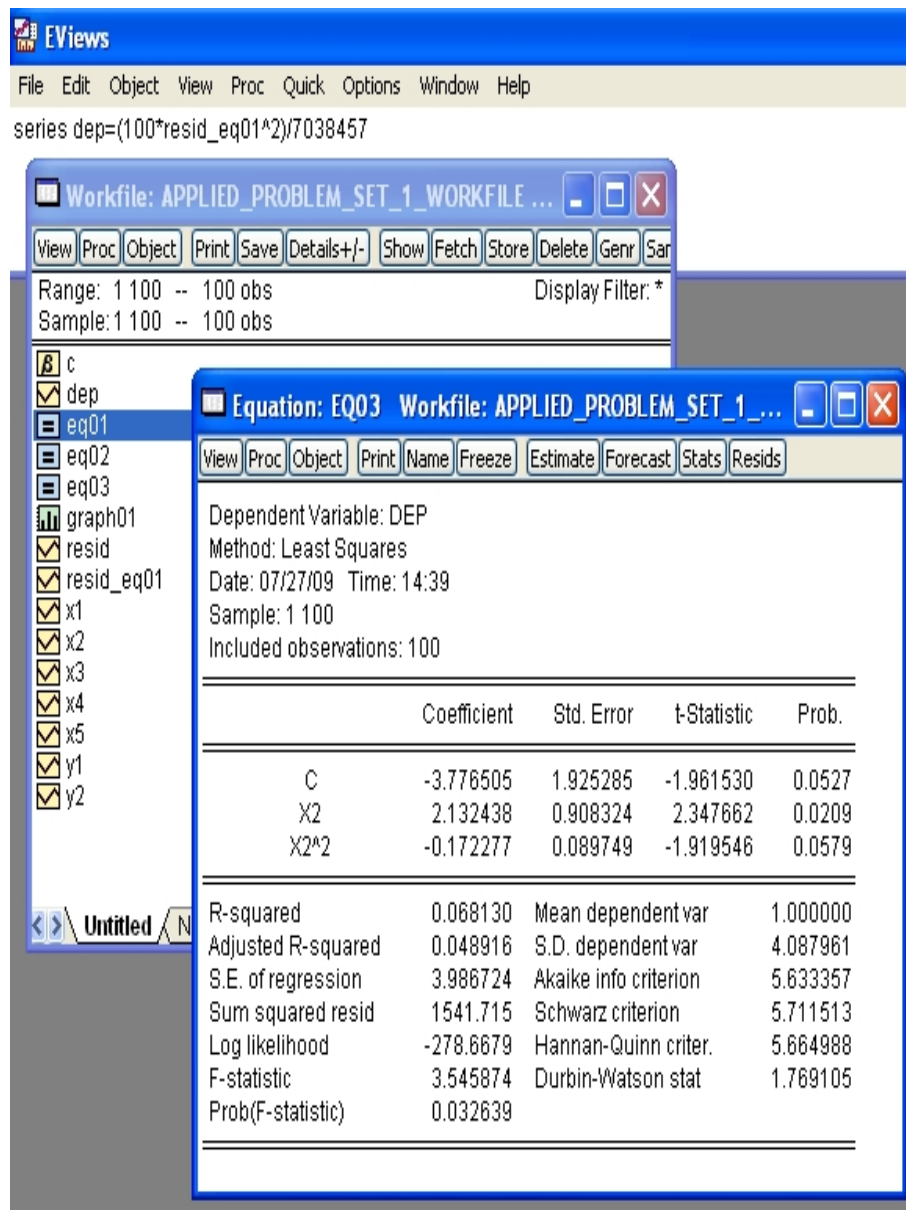 EViews
File Edit Object View Proc Quick Options Window Help
series dep=(100*resid_eq01^2)/7038457
Workfile: APPLIED_PROBLEM_SET_1_WORKFILE ...
View Proc Object Print Save Details+/- Show Fetch Store Delete Genr Sar
Range: 1 100 -- 100 obs Display Filter: *
Sample: 1 100 -- 100 obs
β c
dep
eq01
eq02
eq03
graph01
resid
resid_eq01
x1
x2
x3
x4
x5
y1
y2
Untitled N
Equation: EQ03 Workfile: APPLIED_PROBLEM_SET_1_...
View Proc Object Print Name Freeze Estimate Forecast Stats Resids
Dependent Variable: DEP
Method: Least Squares
Date: 07/27/09 Time: 14:39
Sample: 1 100
Included observations: 100
Coefficient Std. Error t-Statistic Prob.
C -3.776505 1.925285 -1.961530 0.0527
X2 2.132438 0.908324 2.347662 0.0209
X2^2 -0.172277 0.089749 -1.919546 0.0579
R-squared 0.068130 Mean dependent var 1.000000
Adjusted R-squared 0.048916 S.D. dependent var 4.087961
S.E. of regression 3.986724 Akaike info criterion 5.633357
Sum squared resid 1541.715 Schwarz criterion 5.711513
Log likelihood -278.6679 Hannan-Quinn criter. 5.664988
F-statistic 3.545874 Durbin-Watson stat 1.769105
Prob(F-statistic) 0.032639